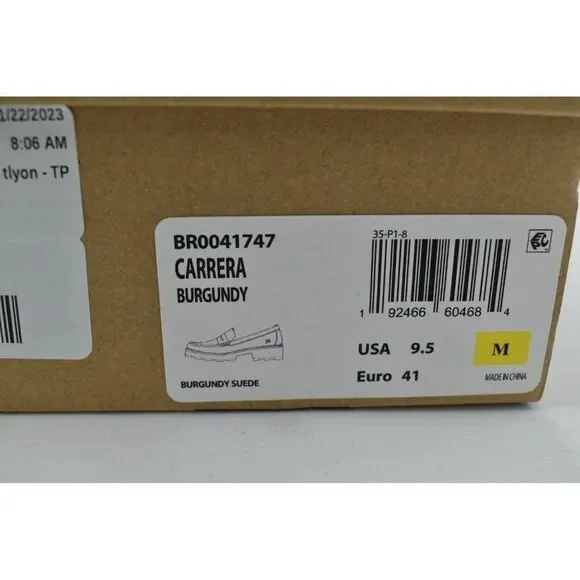 1/22/2023
8:06 AM
tlyon - TP
BR0041747
CARRERA
BURGUNDY
BURGUNDY SUEDE
35-P1-8
1 92466 60468 4
USA 9.5 M
Euro 41
MADE IN CHINA